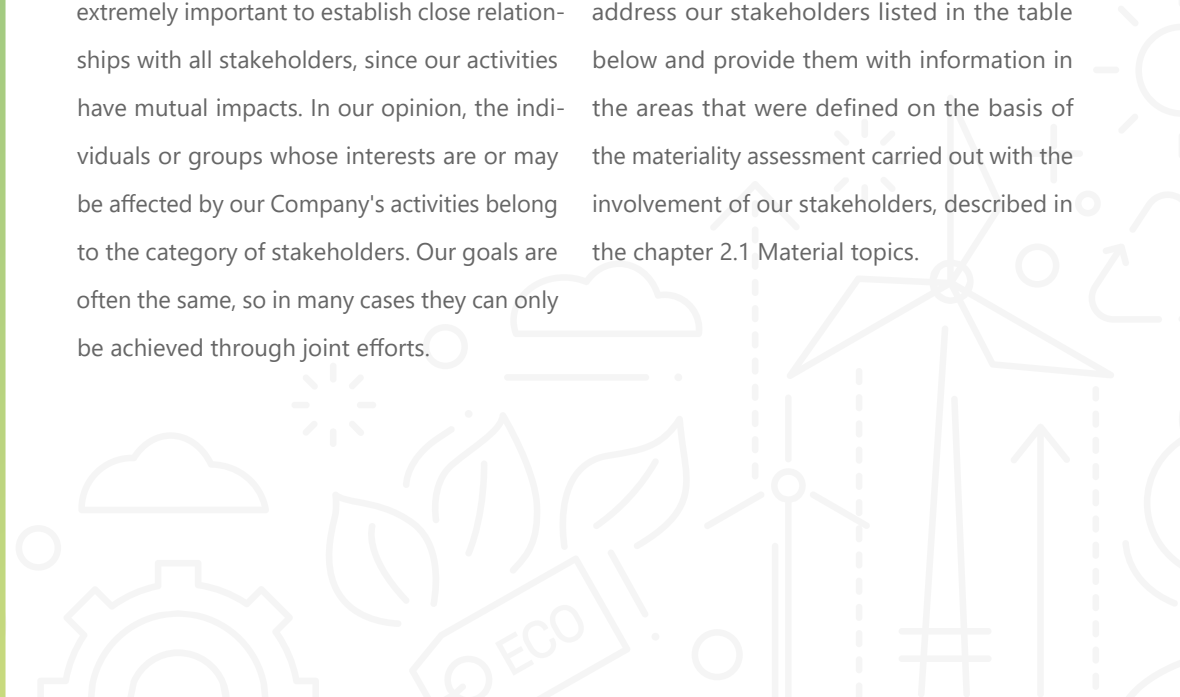 extremely important to establish close relation-
ships with all stakeholders, since our activities
have mutual impacts. In our opinion, the indi-
viduals or groups whose interests are or may
be affected by our Company's activities belong
to the category of stakeholders. Our goals are
often the same, so in many cases they can only
be achieved through joint efforts.
address our stakeholders listed in the table
below and provide them with information in
the areas that were defined on the basis of
the materiality assessment carried out with the
involvement of our stakeholders, described in
the chapter 2.1 Material topics.
ECO